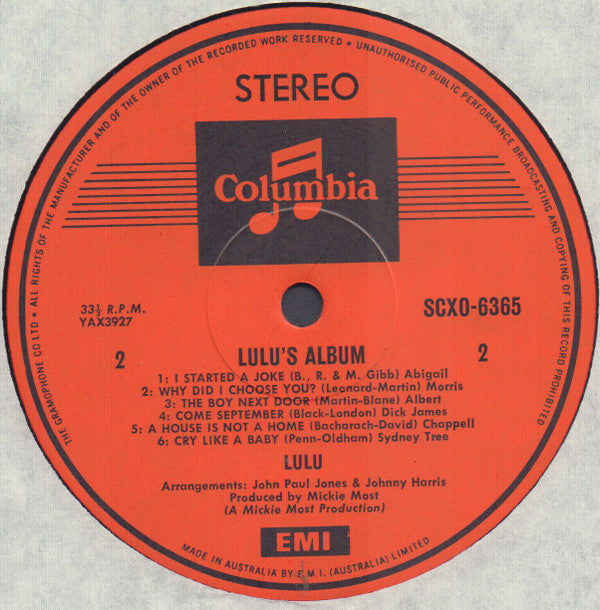 THE GRAMOPHONE CO LTD • ALL RIGHTS OF THE MANUFACTURER AND OF THE OWNER OF THE RECORDED WORK RESERVED • UNAUTHORISED PUBLIC PERFORMANCE BROADCASTING AND COPYING OF THIS RECORD PROHIBITED
STEREO
Columbia
33⅓ R.P.M.
YAX3927
SCXO-6365
2
LULU'S ALBUM
2
1: I STARTED A JOKE (B., R. & M. Gibb) Abigail
2: WHY DID I CHOOSE YOU? (Leonard-Martin) Morris
3: THE BOY NEXT DOOR (Martin-Blane) Albert
4: COME SEPTEMBER (Black-London) Dick James
5: A HOUSE IS NOT A HOME (Bacharach-David) Chappell
6: CRY LIKE A BABY (Penn-Oldham) Sydney Tree
LULU
Arrangements: John Paul Jones & Johnny Harris
Produced by Mickie Most
(A Mickie Most Production)
EMI
MADE IN AUSTRALIA BY E.M.I. (AUSTRALIA) LIMITED